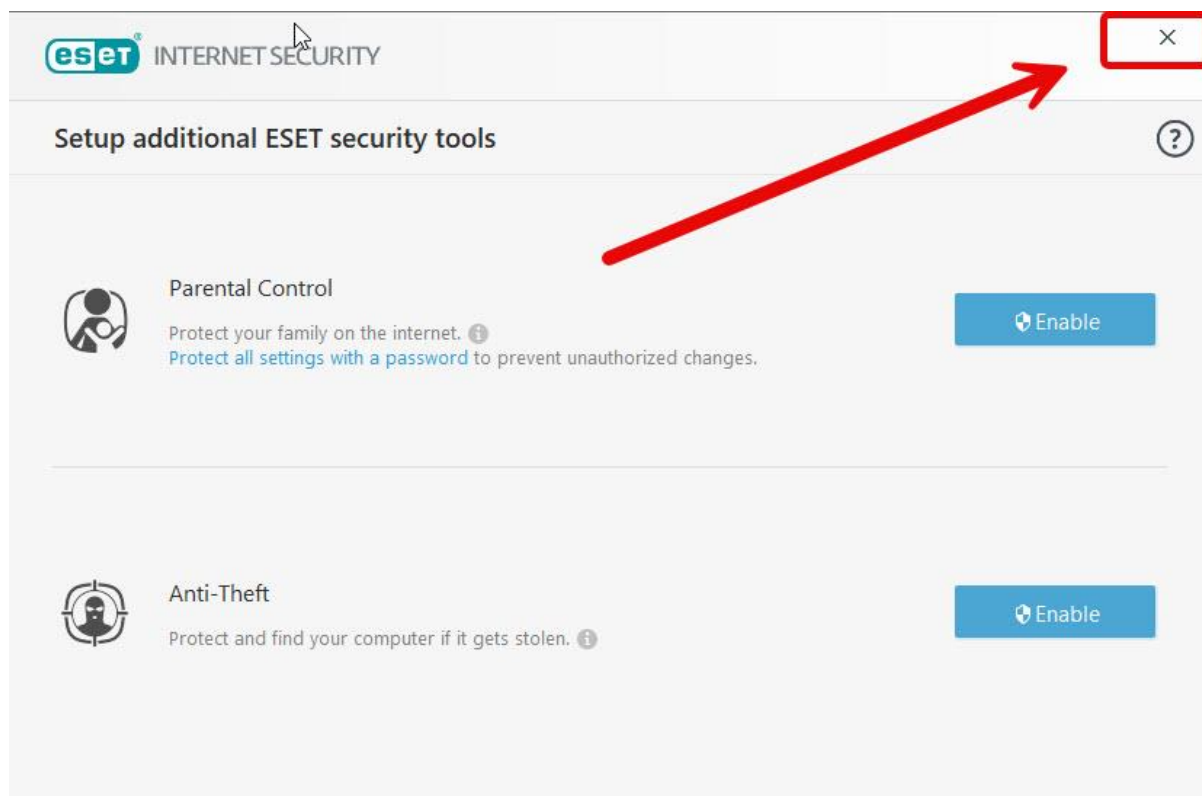 eset® INTERNET SECURITY
Setup additional ESET security tools
?
Parental Control
Protect your family on the internet.
Protect all settings with a password to prevent unauthorized changes.
Enable
Anti-Theft
Protect and find your computer if it gets stolen.
Enable